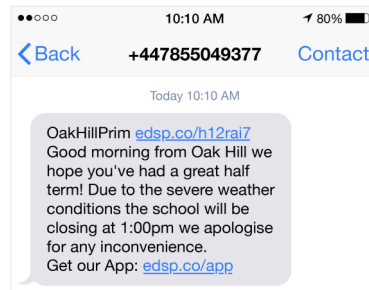 10:10 AM
80%
Back
+447855049377
Contact
Today 10:10 AM
OakHillPrim edsp.co/h12rai7
Good morning from Oak Hill we
hope you've had a great half
term! Due to the severe weather
conditions the school will be
closing at 1:00pm we apologise
for any inconvenience.
Get our App: edsp.co/app